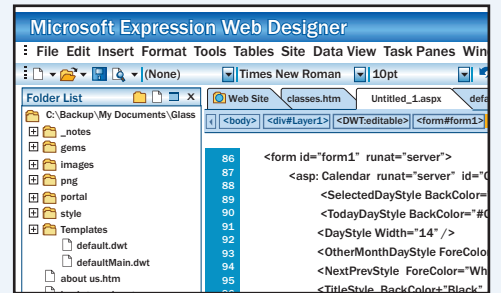 Microsoft Expression Web Designer
File Edit Insert Format Tools Tables Site Data View Task Panes
(None) Times New Roman 10pt
Folder List
C:\Backup\My Documents\Glass
_notes
gems
images
png
portal
style
Templates
default.dwt
defaultMain.dwt
about us.htm
Web Site classes.htm Untitled_1.aspx
<body> <div#Layer1> <DWT:editable> <form#form1>
86 <form id="form1" runat="server">
87 <asp: Calendar runat="server" id="
88
89 <SelectedDayStyle BackColor=
90 <TodayDayStyle BackColor="#
91 <DayStyle Width="14" />
92
93 <OtherMonthDayStyle ForeColo
94 <NextPrevStyle ForeColor="Wh
95 <TitleStyle BackColor+"Black"